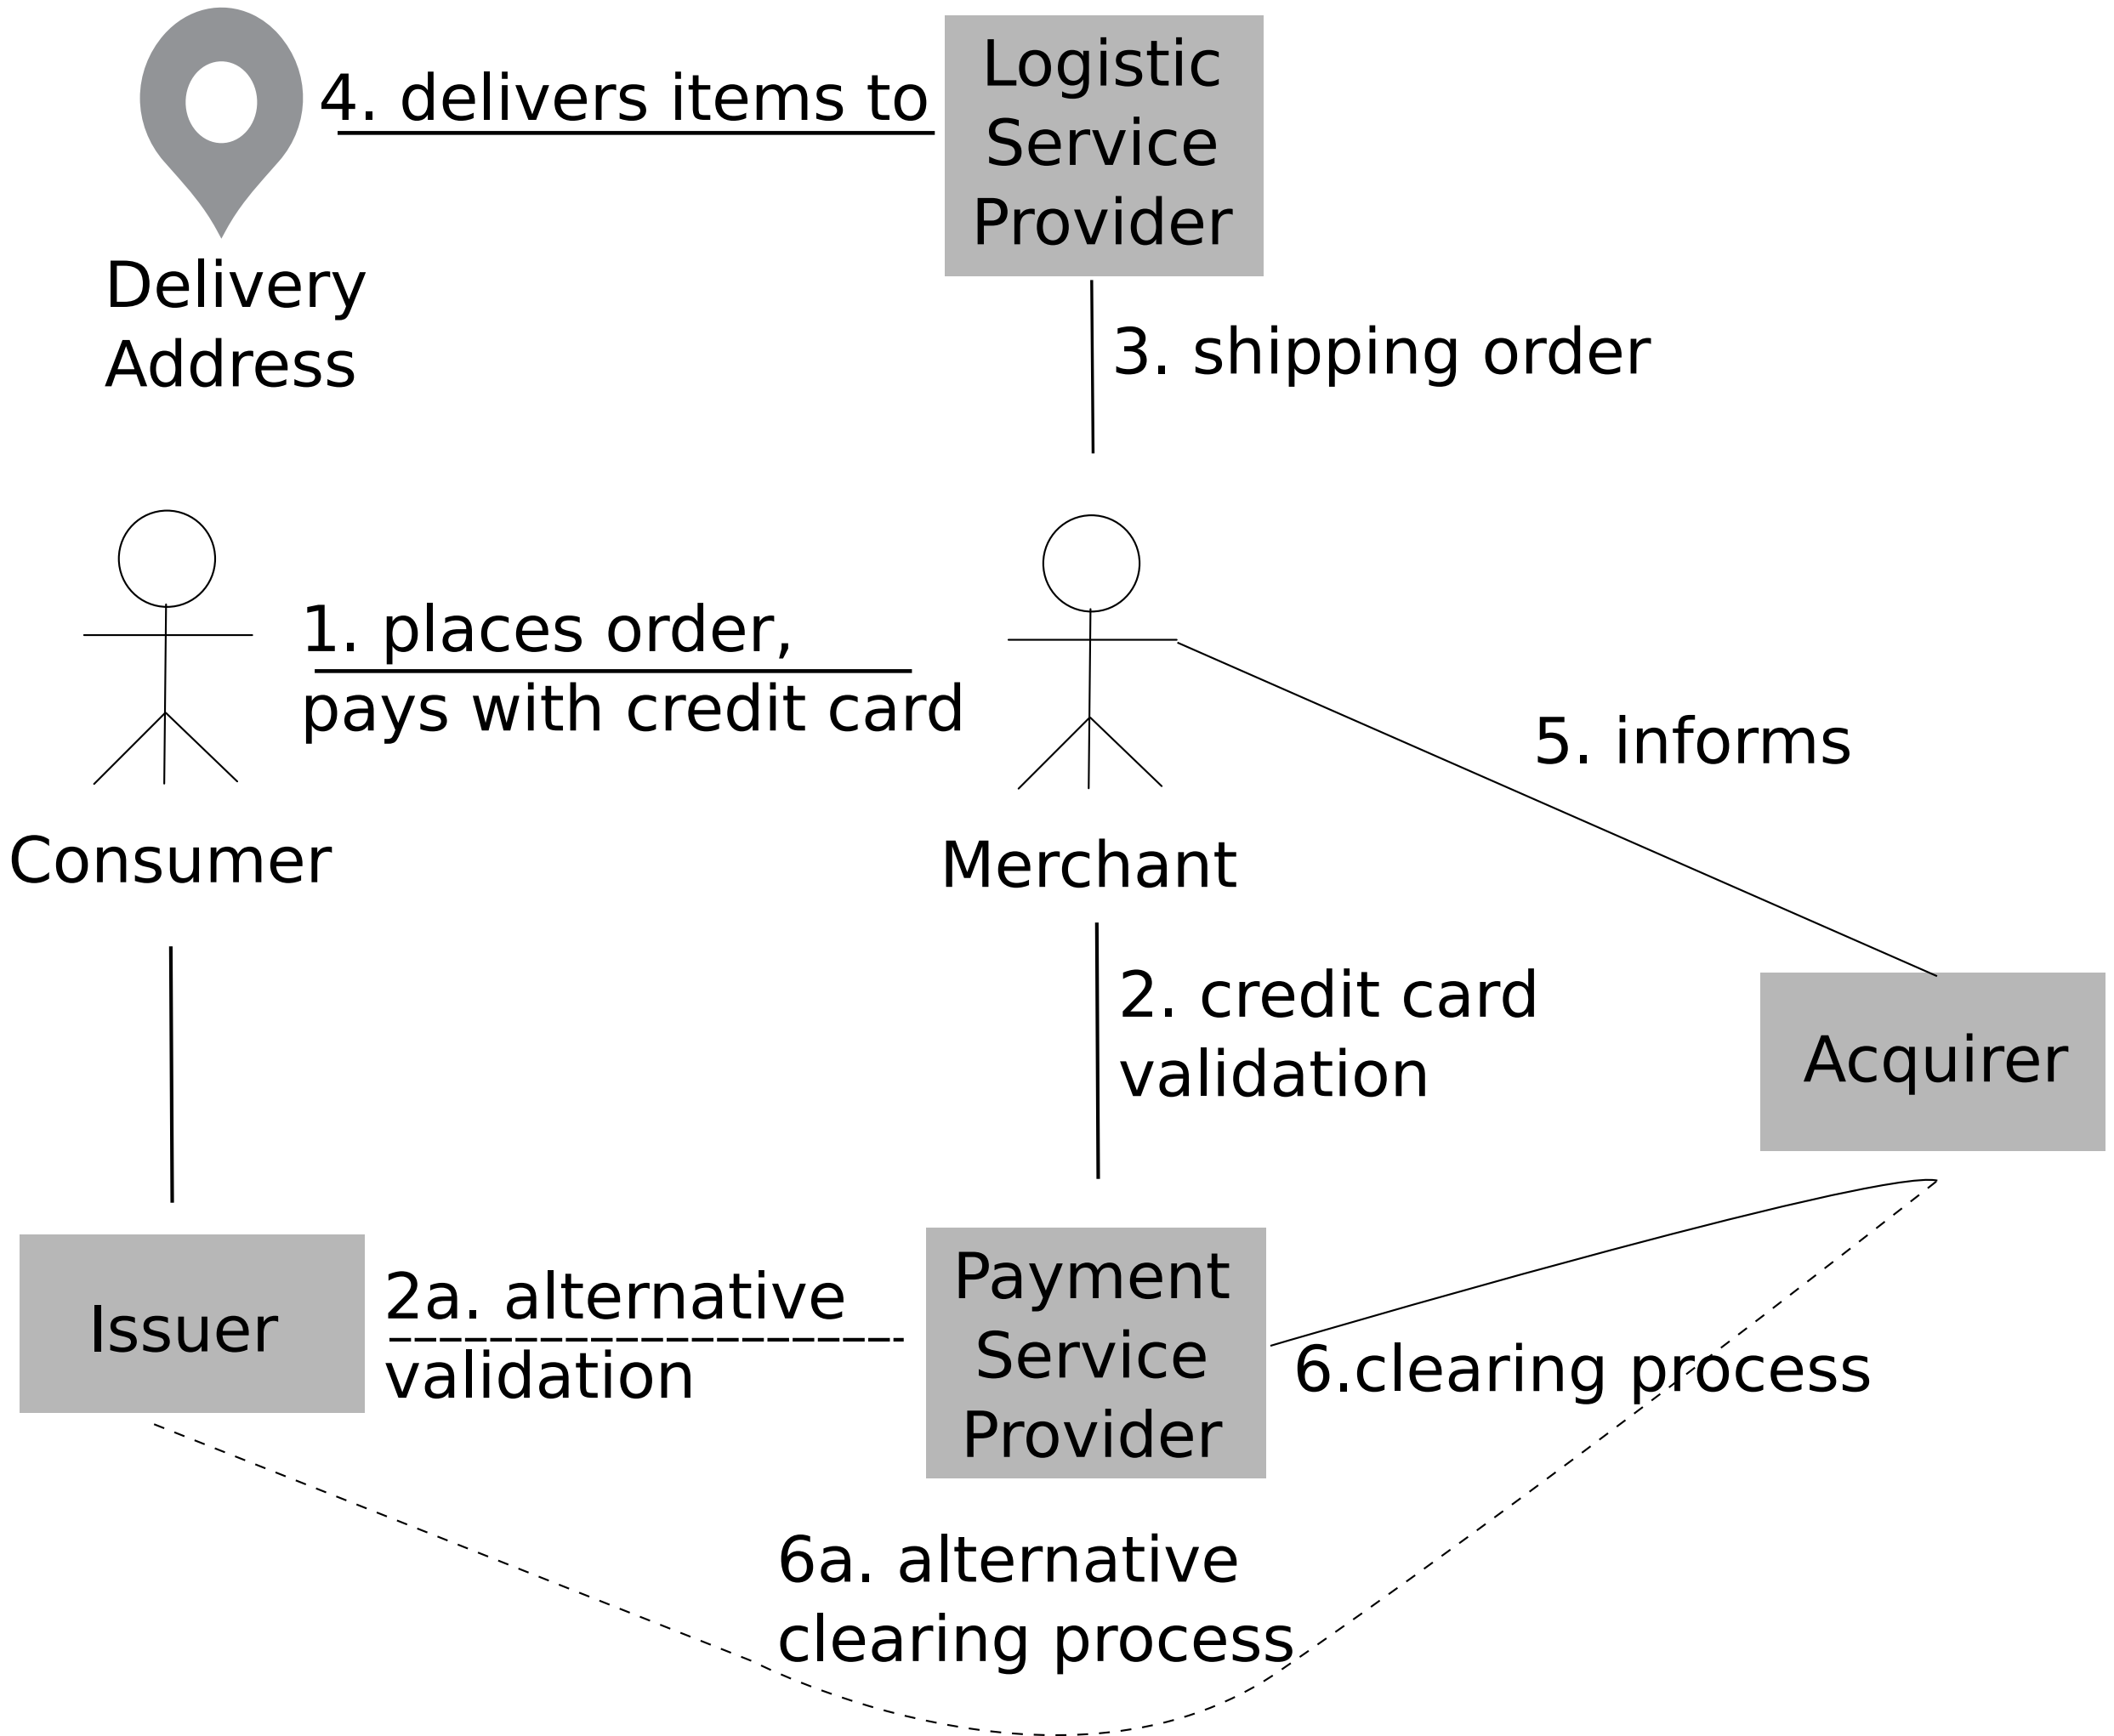 4. delivers items to
Logistic
Service
Provider
Delivery
Address
3. shipping order
1. places order,
pays with credit card
5. informs
Consumer
Merchant
2. credit card
validation
Acquirer
Issuer
2a. alternative
validation
Payment
Service
Provider
6.clearing process
6a. alternative
clearing process